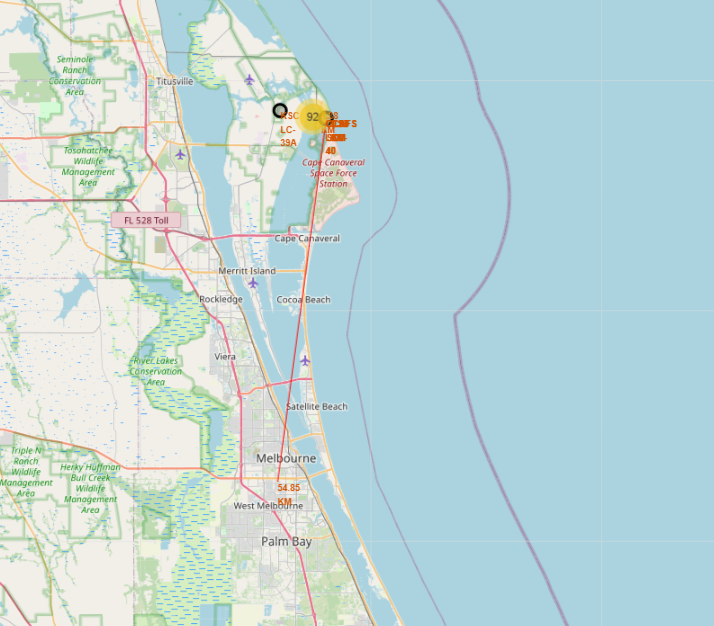 Seminole
Ranch
Conservation
Area
Titusville
KSC
LC-
39A
92
40
Tosohatchee
Wildlife
Management
Area
Cape Canaveral
Space Force
Station
FL 528 Toll
Cape Canaveral
Merritt Island
Rockledge
Cocoa Beach
Viera
River Lakes
Conservation
Area
Satellite Beach
Triple N
Ranch
Wildlife
Management
Area
Herky Huffman
Bull Creek
Wildlife
Management
Area
Melbourne
54.85
KM
West Melbourne
Palm Bay